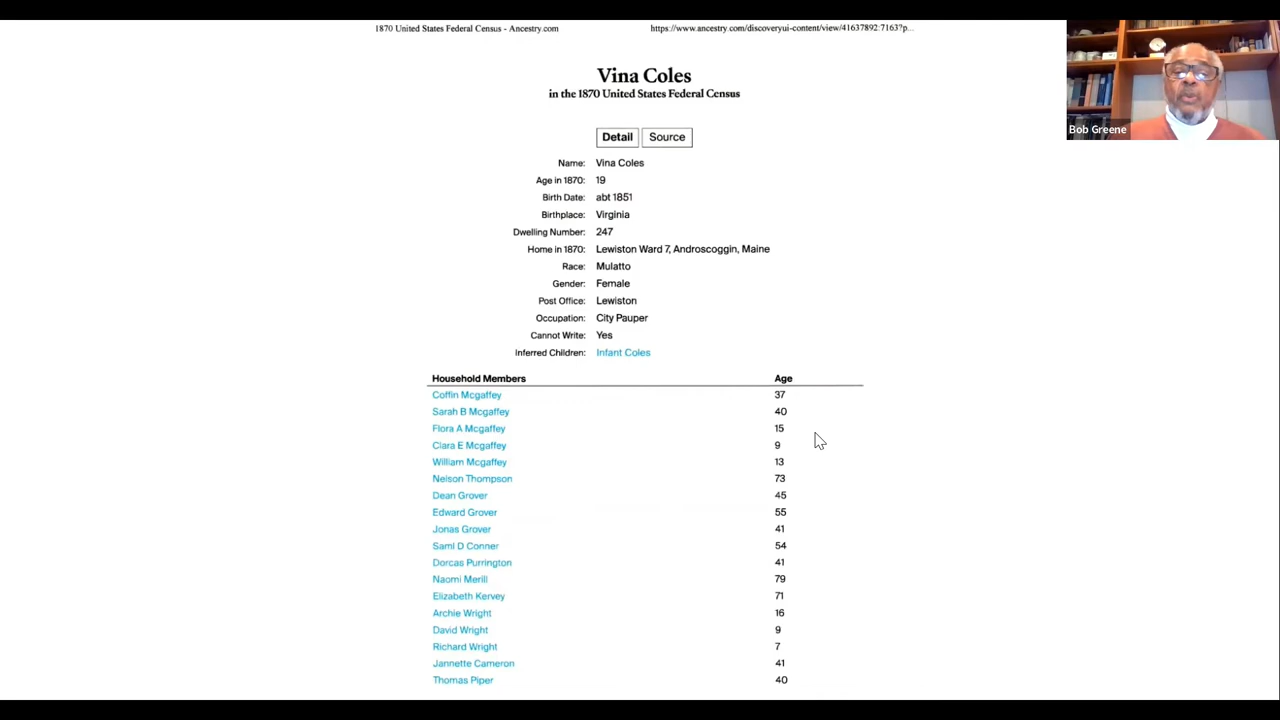 1870 United States Federal Census - Ancestry.com
https://www.ancestry.com/discoveryui-content/view/41637892:7163?p...
Vina Coles
in the 1870 United States Federal Census
Detail Source
Name: Vina Coles
Age in 1870: 19
Birth Date: abt 1851
Birthplace: Virginia
Dwelling Number: 247
Home in 1870: Lewiston Ward 7, Androscoggin, Maine
Race: Mulatto
Gender: Female
Post Office: Lewiston
Occupation: City Pauper
Cannot Write: Yes
Inferred Children: Infant Coles
Household Members Age
Coffin Mcgaffey 37
Sarah B Mcgaffey 40
Flora A Mcgaffey 15
Clara E Mcgaffey 9
William Mcgaffey 13
Nelson Thompson 73
Dean Grover 45
Edward Grover 55
Jonas Grover 41
Saml D Conner 54
Dorcas Purrington 41
Naomi Merill 79
Elizabeth Kervey 71
Archie Wright 16
David Wright 9
Richard Wright 7
Jannette Cameron 41
Thomas Piper 40
Bob Greene